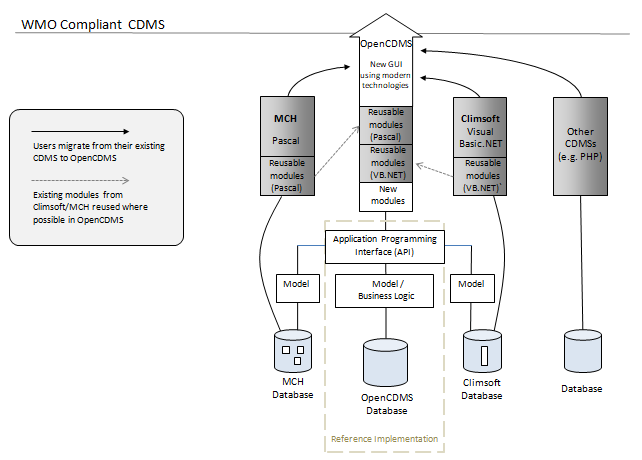 WMO Compliant CDMS
OpenCDMS
New GUI
using modern
technologies
MCH
Pascal
Reusable
modules
(Pascal)
Reusable
modules
(Pascal)
Reusable
modules
(VB.NET)
New
modules
Climsoft
Visual
Basic.NET
Reusable
modules
(VB.NET)`
Other
CDMSs
(e.g. PHP)
Users migrate from their existing
CDMS to OpenCDMS
Existing modules from
Climsoft/MCH reused where
possible in OpenCDMS
Application Programming
Interface (API)
Model
Model /
Business Logic
Model
MCH
Database
OpenCDMS
Database
Climsoft
Database
Database
Reference Implementation